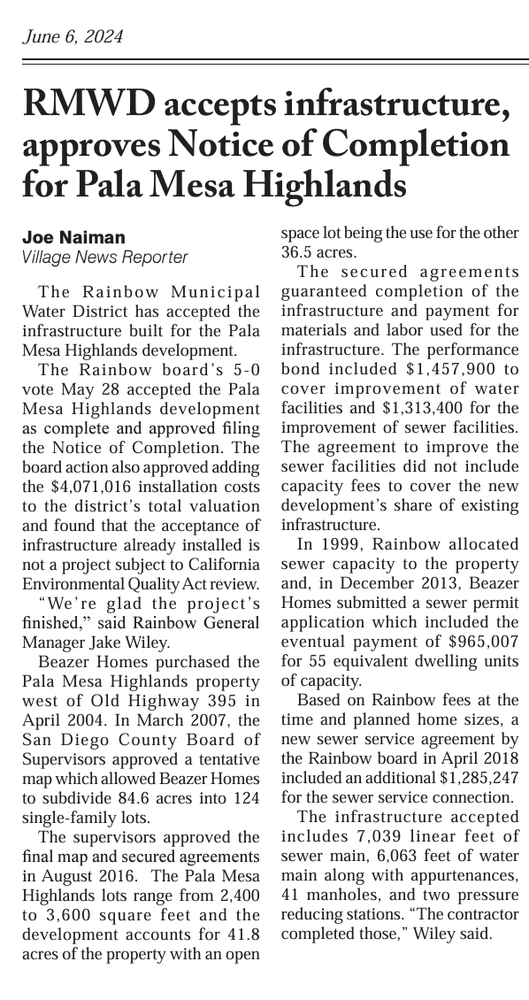 June 6, 2024
RMWD accepts infrastructure,
approves Notice of Completion
for Pala Mesa Highlands
Joe Naiman
Village News Reporter
The Rainbow Municipal
Water District has accepted the
infrastructure built for the Pala
Mesa Highlands development.
The Rainbow board's 5-0
vote May 28 accepted the Pala
Mesa Highlands development
as complete and approved filing
the Notice of Completion. The
board action also approved adding
the $4,071,016 installation costs
to the district's total valuation
and found that the acceptance of
infrastructure already installed is
not a project subject to California
Environmental Quality Act review.
"We're glad the project's
finished," said Rainbow General
Manager Jake Wiley.
Beazer Homes purchased the
Pala Mesa Highlands property
west of Old Highway 395 in
April 2004. In March 2007, the
San Diego County Board of
Supervisors approved a tentative
map which allowed Beazer Homes
to subdivide 84.6 acres into 124
single-family lots.
The supervisors approved the
final map and secured agreements
in August 2016. The Pala Mesa
Highlands lots range from 2,400
to 3,600 square feet and the
development accounts for 41.8
acres of the property with an open
space lot being the use for the other
36.5 acres.
The secured agreements
guaranteed completion of the
infrastructure and payment for
materials and labor used for the
infrastructure. The performance
bond included $1,457,900 to
cover improvement of water
facilities and $1,313,400 for the
improvement of sewer facilities.
The agreement to improve the
sewer facilities did not include
capacity fees to cover the new
development's share of existing
infrastructure.
In 1999, Rainbow allocated
sewer capacity to the property
and, in December 2013, Beazer
Homes submitted a sewer permit
application which included the
eventual payment of $965,007
for 55 equivalent dwelling units
of capacity.
Based on Rainbow fees at the
time and planned home sizes, a
new sewer service agreement by
the Rainbow board in April 2018
included an additional $1,285,247
for the sewer service connection.
The infrastructure accepted
includes 7,039 linear feet of
sewer main, 6,063 feet of water
main along with appurtenances,
41 manholes, and two pressure
reducing stations. "The contractor
completed those," Wiley said.